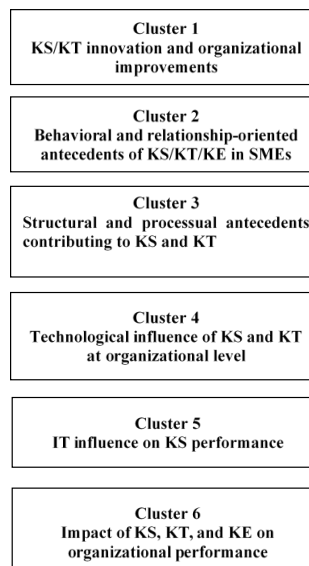 Cluster 1
KS/KT innovation and organizational
improvements
Cluster 2
Behavioral and relationship-oriented
antecedents of KS/KT/KE in SMEs
Cluster 3
Structural and processual antecedents
contributing to KS and KT
Cluster 4
Technological influence of KS and KT
at organizational level
Cluster 5
IT influence on KS performance
Cluster 6
Impact of KS, KT, and KE on
organizational performance